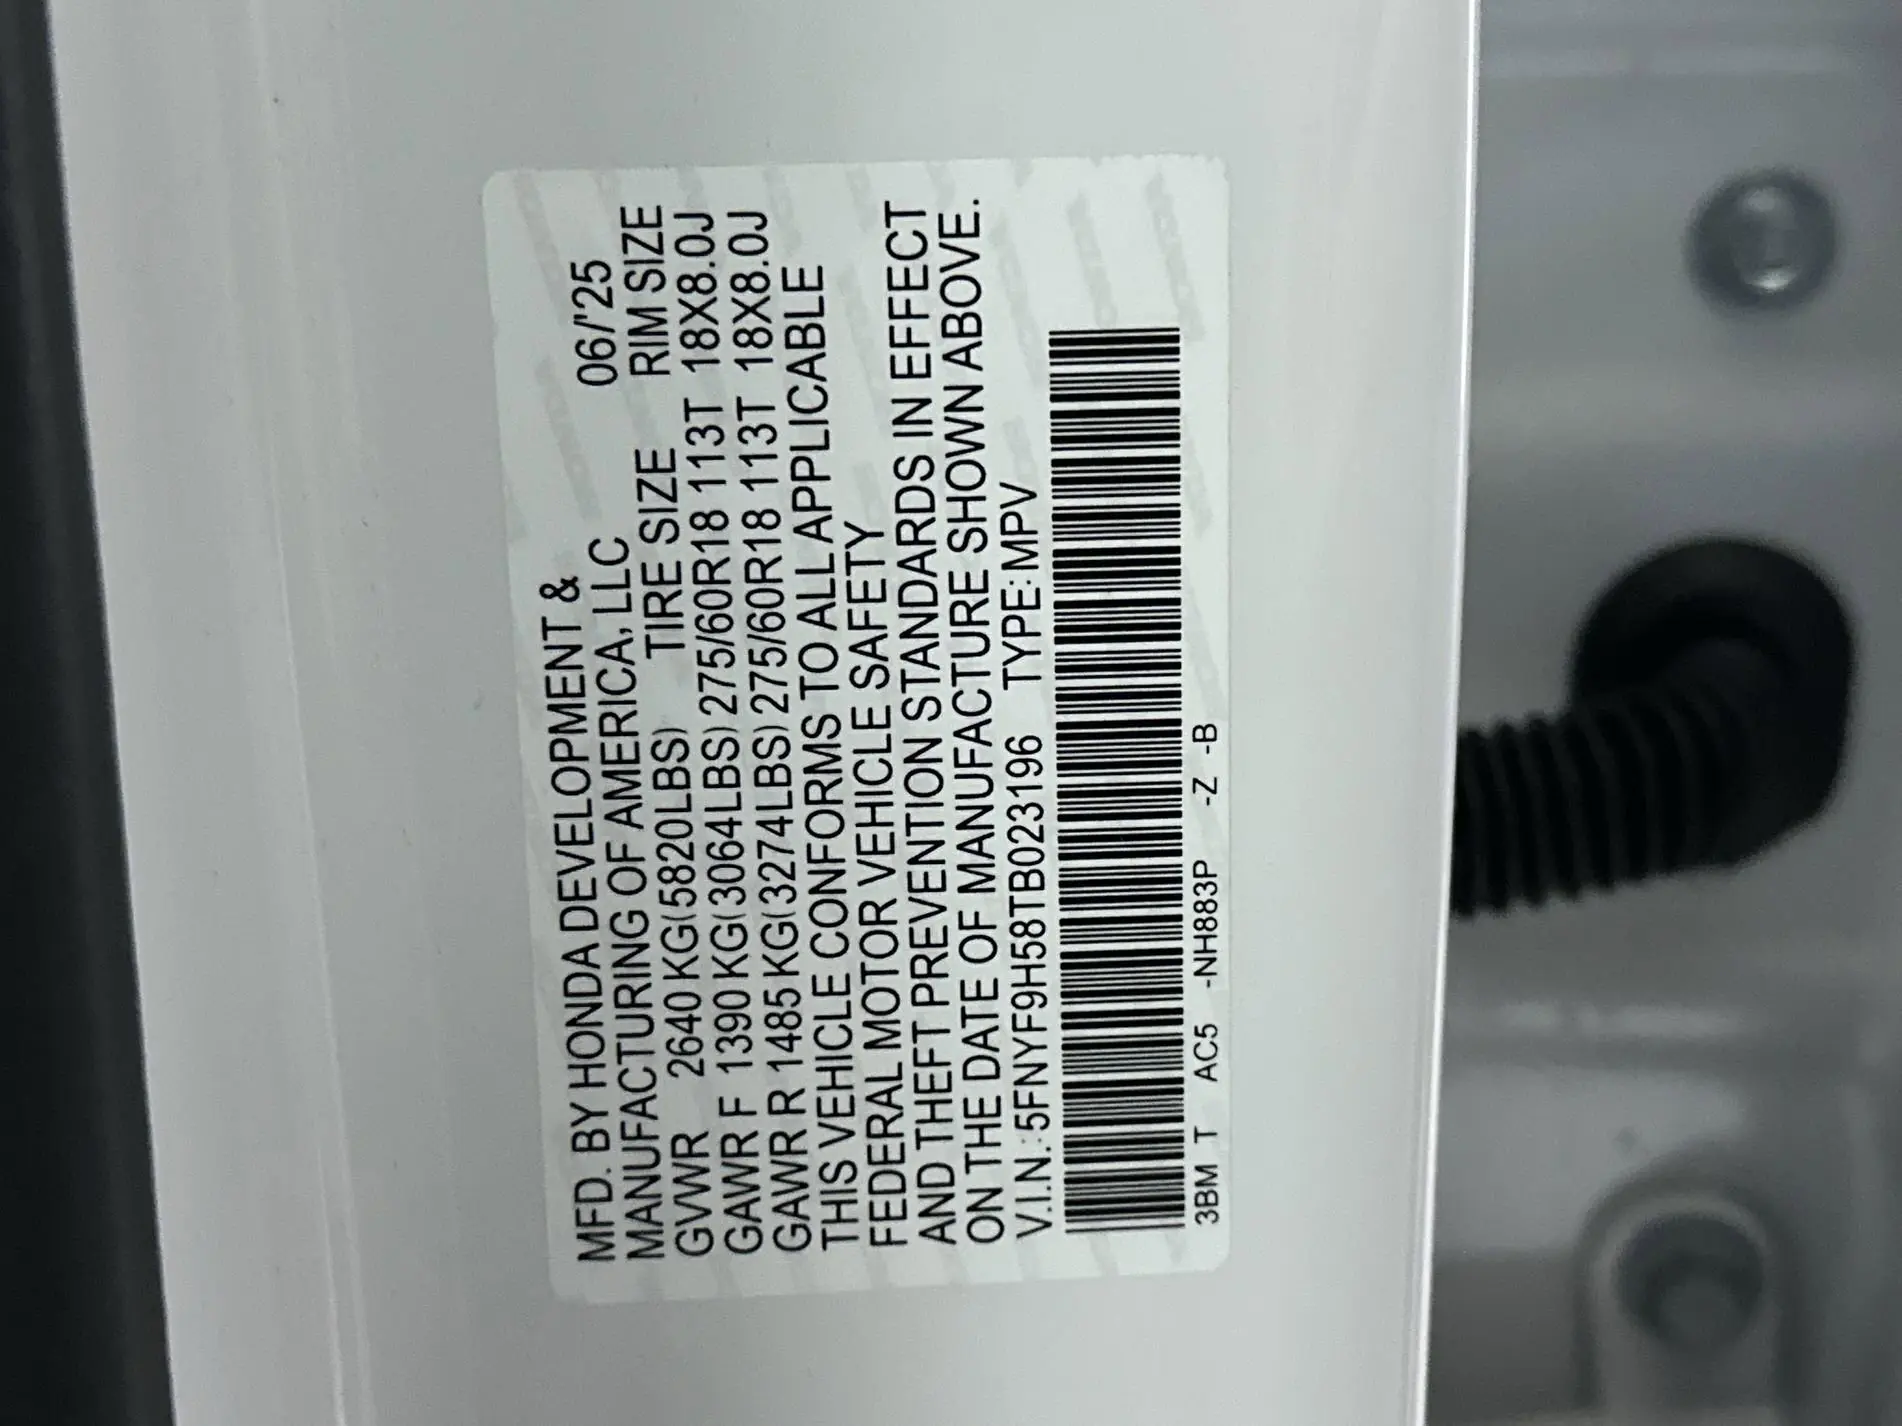 MFD. BY HONDA DEVELOPMENT & 06/'25
MANUFACTURING OF AMERICA, LLC
TIRE SIZE RIM SIZE
GVWR 2640 KG(5820LBS)
GAWR F 1390 KG(3064LBS) 275/60R18 113T 18X8.0J
GAWR R 1485 KG(3274LBS) 275/60R18 113T 18X8.0J
THIS VEHICLE CONFORMS TO ALL APPLICABLE
FEDERAL MOTOR VEHICLE SAFETY
AND THEFT PREVENTION STANDARDS IN EFFECT
ON THE DATE OF MANUFACTURE SHOWN ABOVE.
V.I.N.:5FNYF9H58TB023196 TYPE:MPV
3BM T AC5 -NH883P -Z -B